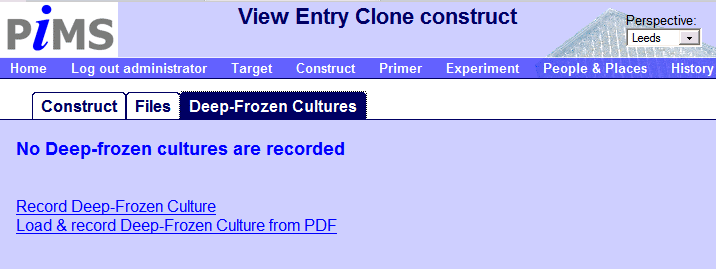 PiMS
View Entry Clone construct
Perspective:
Leeds
Home Log out administrator Target Construct Primer Experiment People & Places History
Construct Files Deep-Frozen Cultures
No Deep-frozen cultures are recorded
Record Deep-Frozen Culture
Load & record Deep-Frozen Culture from PDF